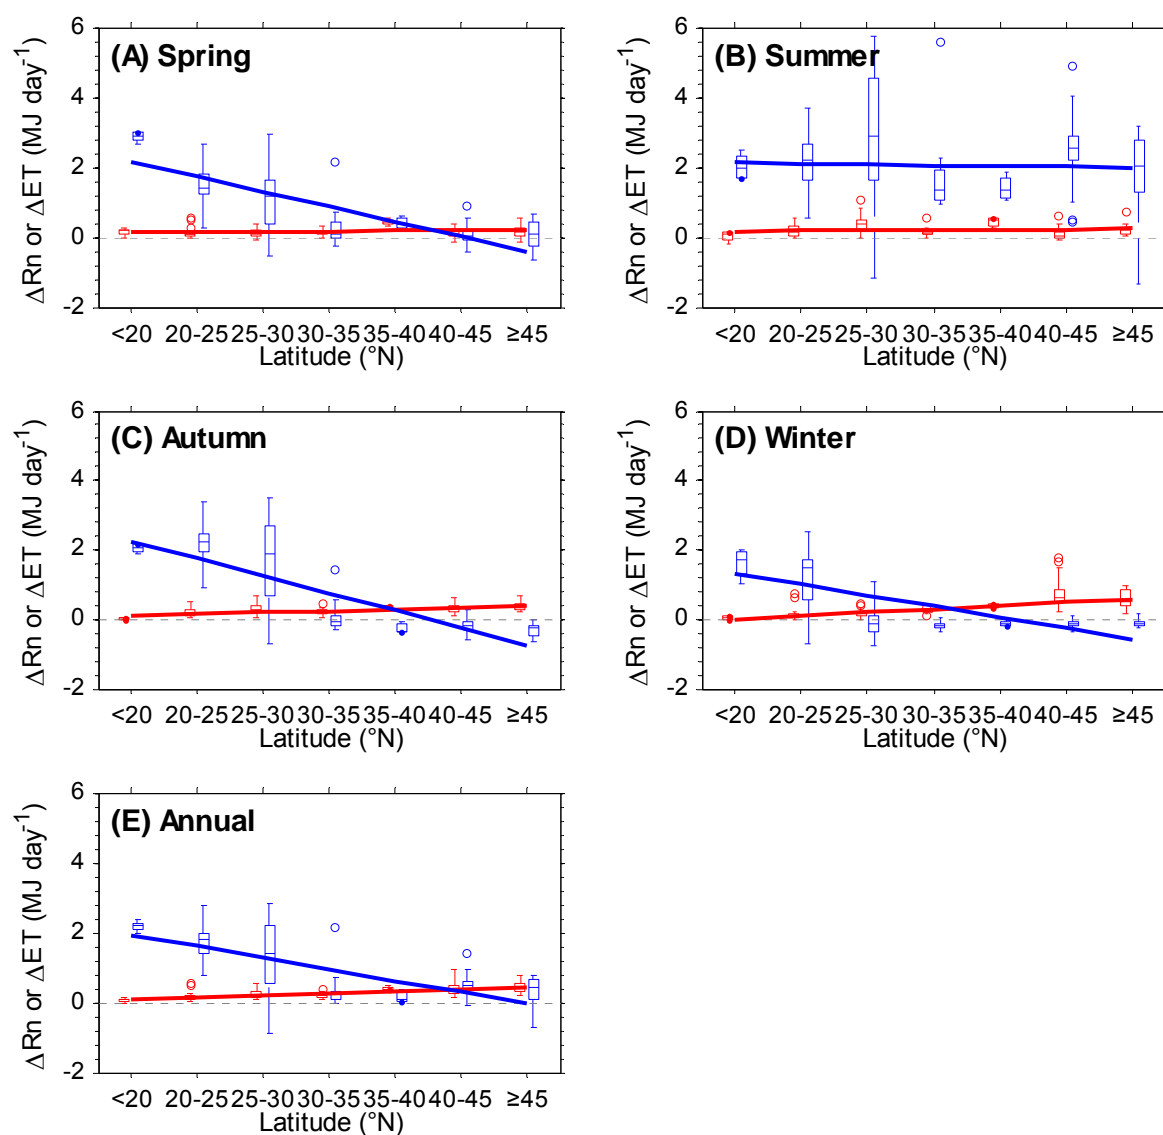 (A) Spring
ΔRn or ΔET (MJ day⁻¹)
6
4
2
0
-2
<20 20-25 25-30 30-35 35-40 40-45 ≥45
Latitude (°N)
(B) Summer
ΔRn or ΔET (MJ day⁻¹)
6
4
2
0
-2
<20 20-25 25-30 30-35 35-40 40-45 ≥45
Latitude (°N)
(C) Autumn
ΔRn or ΔET (MJ day⁻¹)
6
4
2
0
-2
<20 20-25 25-30 30-35 35-40 40-45 ≥45
Latitude (°N)
(D) Winter
ΔRn or ΔET (MJ day⁻¹)
6
4
2
0
-2
<20 20-25 25-30 30-35 35-40 40-45 ≥45
Latitude (°N)
(E) Annual
ΔRn or ΔET (MJ day⁻¹)
6
4
2
0
-2
<20 20-25 25-30 30-35 35-40 40-45 ≥45
Latitude (°N)